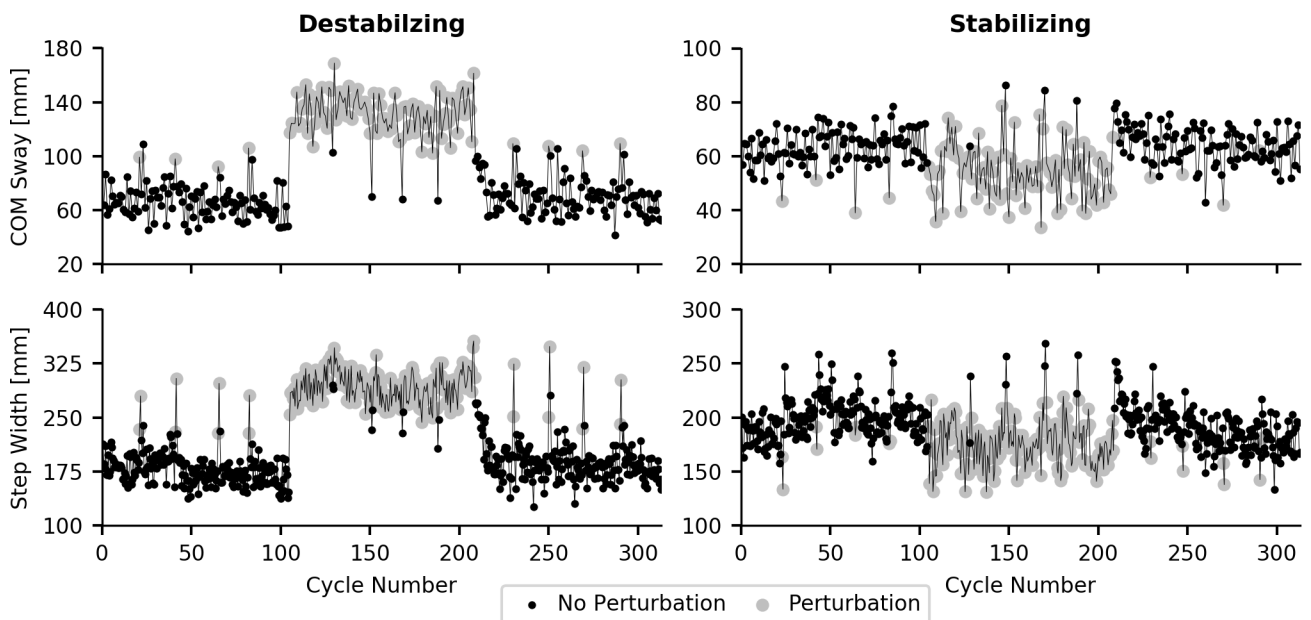 Destabilzing
Stabilizing
COM Sway [mm]
180
140
100
60
20
100
80
60
40
20
Step Width [mm]
400
325
250
175
100
300
250
200
150
100
0 50 100 150 200 250 300
0 50 100 150 200 250 300
Cycle Number
Cycle Number
No Perturbation
Perturbation